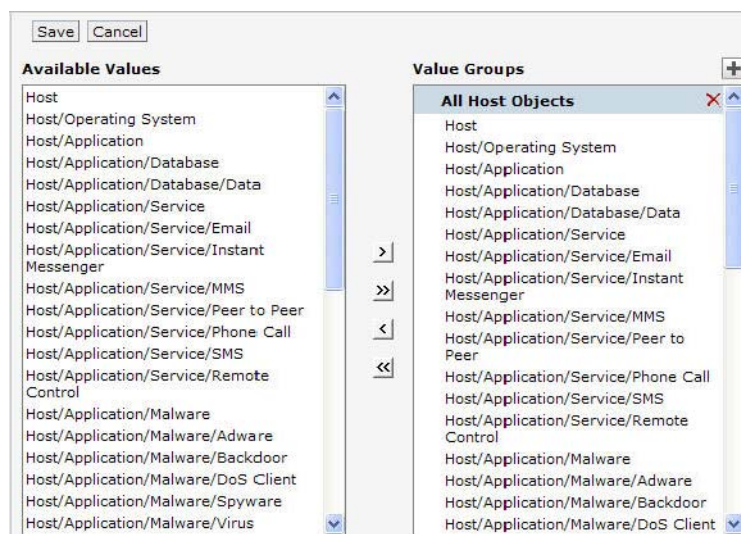 Save Cancel
Available Values
Host
Host/Operating System
Host/Application
Host/Application/Database
Host/Application/Database/Data
Host/Application/Service
Host/Application/Service/Email
Host/Application/Service/Instant
Messenger
Host/Application/Service/MMS
Host/Application/Service/Peer to Peer
Host/Application/Service/Phone Call
Host/Application/Service/SMS
Host/Application/Service/Remote
Control
Host/Application/Malware
Host/Application/Malware/Adware
Host/Application/Malware/Backdoor
Host/Application/Malware/DoS Client
Host/Application/Malware/Spyware
Host/Application/Malware/Virus
>
>>
<
<<
Value Groups
All Host Objects
Host
Host/Operating System
Host/Application
Host/Application/Database
Host/Application/Database/Data
Host/Application/Service
Host/Application/Service/Email
Host/Application/Service/Instant
Messenger
Host/Application/Service/MMS
Host/Application/Service/Peer to
Peer
Host/Application/Service/Phone Call
Host/Application/Service/SMS
Host/Application/Service/Remote
Control
Host/Application/Malware
Host/Application/Malware/Adware
Host/Application/Malware/Backdoor
Host/Application/Malware/DoS Client